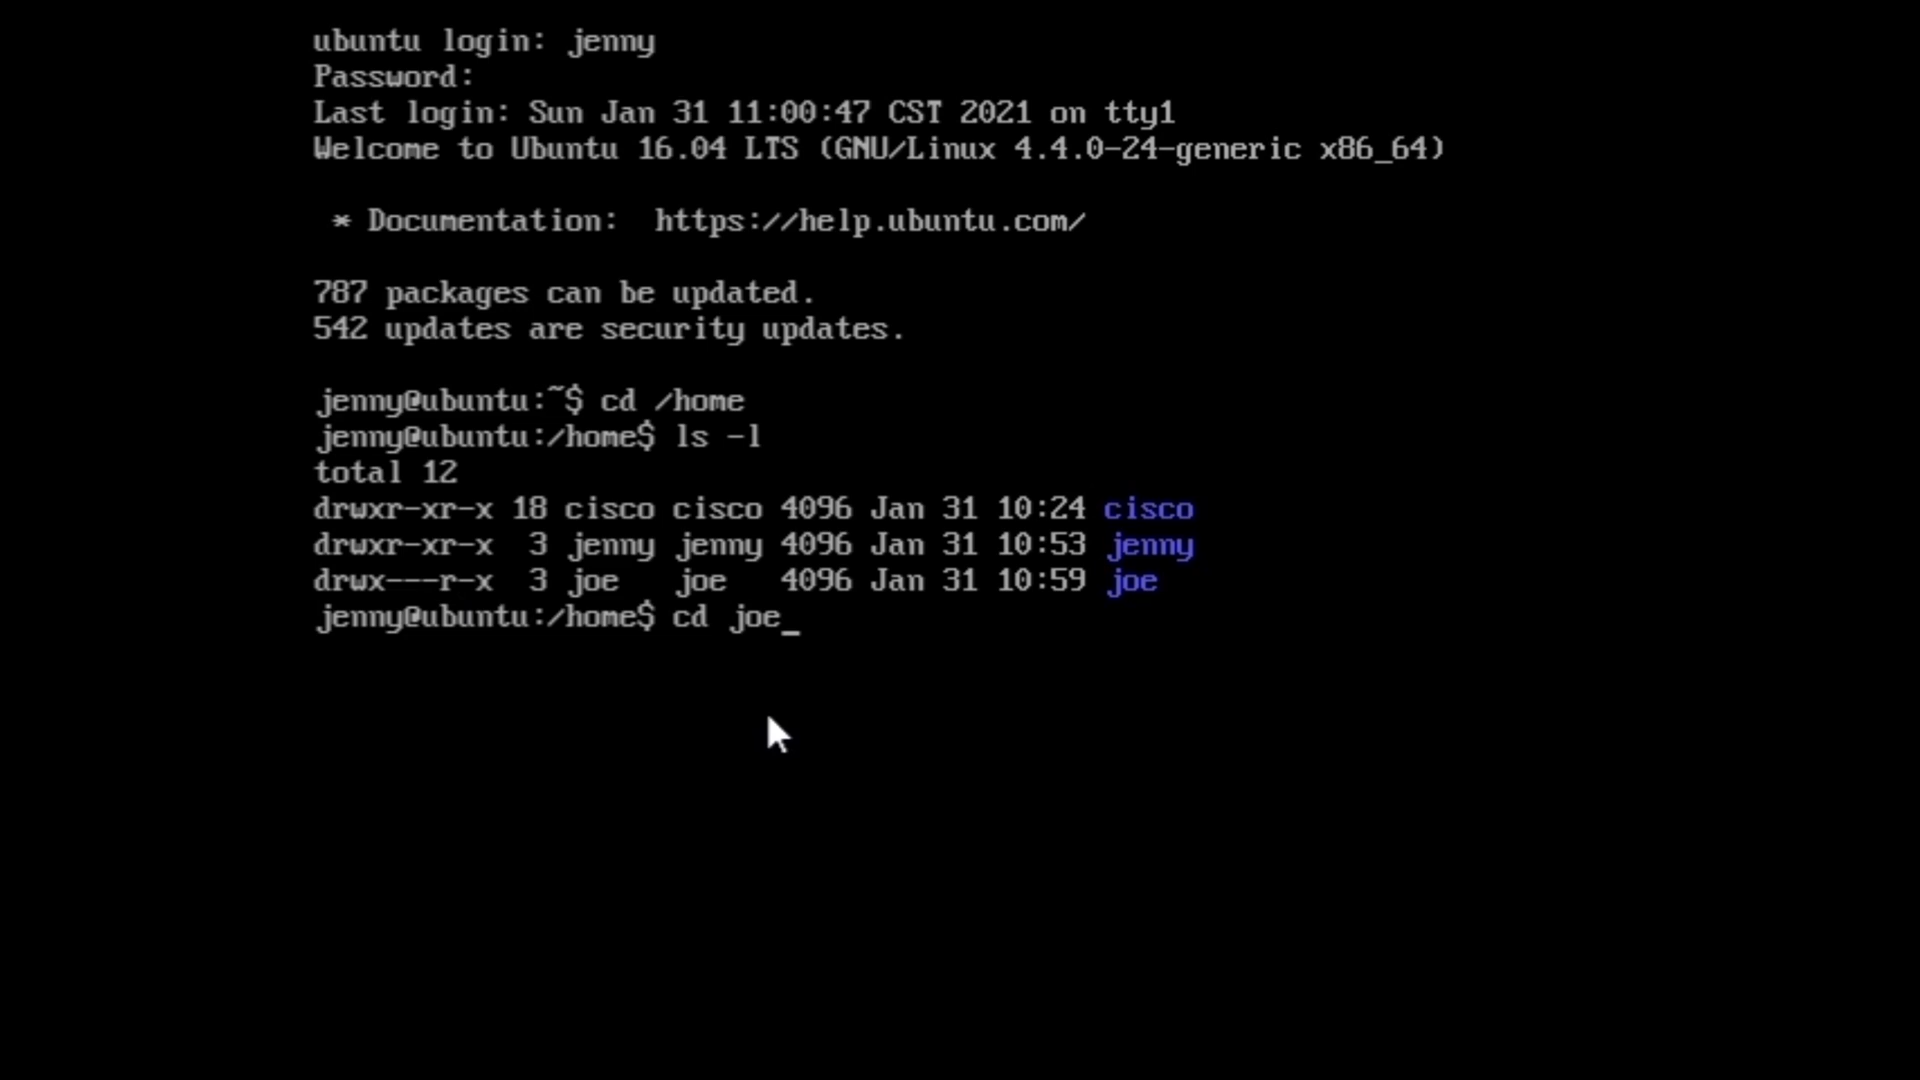 ubuntu login: jenny
Password:
Last login: Sun Jan 31 11:00:47 CST 2021 on tty1
Welcome to Ubuntu 16.04 LTS (GNU/Linux 4.4.0-24-generic x86_64)
* Documentation:  https://help.ubuntu.com/
787 packages can be updated.
542 updates are security updates.
jenny@ubuntu:~$ cd /home
jenny@ubuntu:/home$ ls -l
total 12
drwxr-xr-x 18 cisco cisco 4096 Jan 31 10:24 cisco
drwxr-xr-x  3 jenny jenny 4096 Jan 31 10:53 jenny
drwx---r-x  3 joe   joe   4096 Jan 31 10:59 joe
jenny@ubuntu:/home$ cd joe_